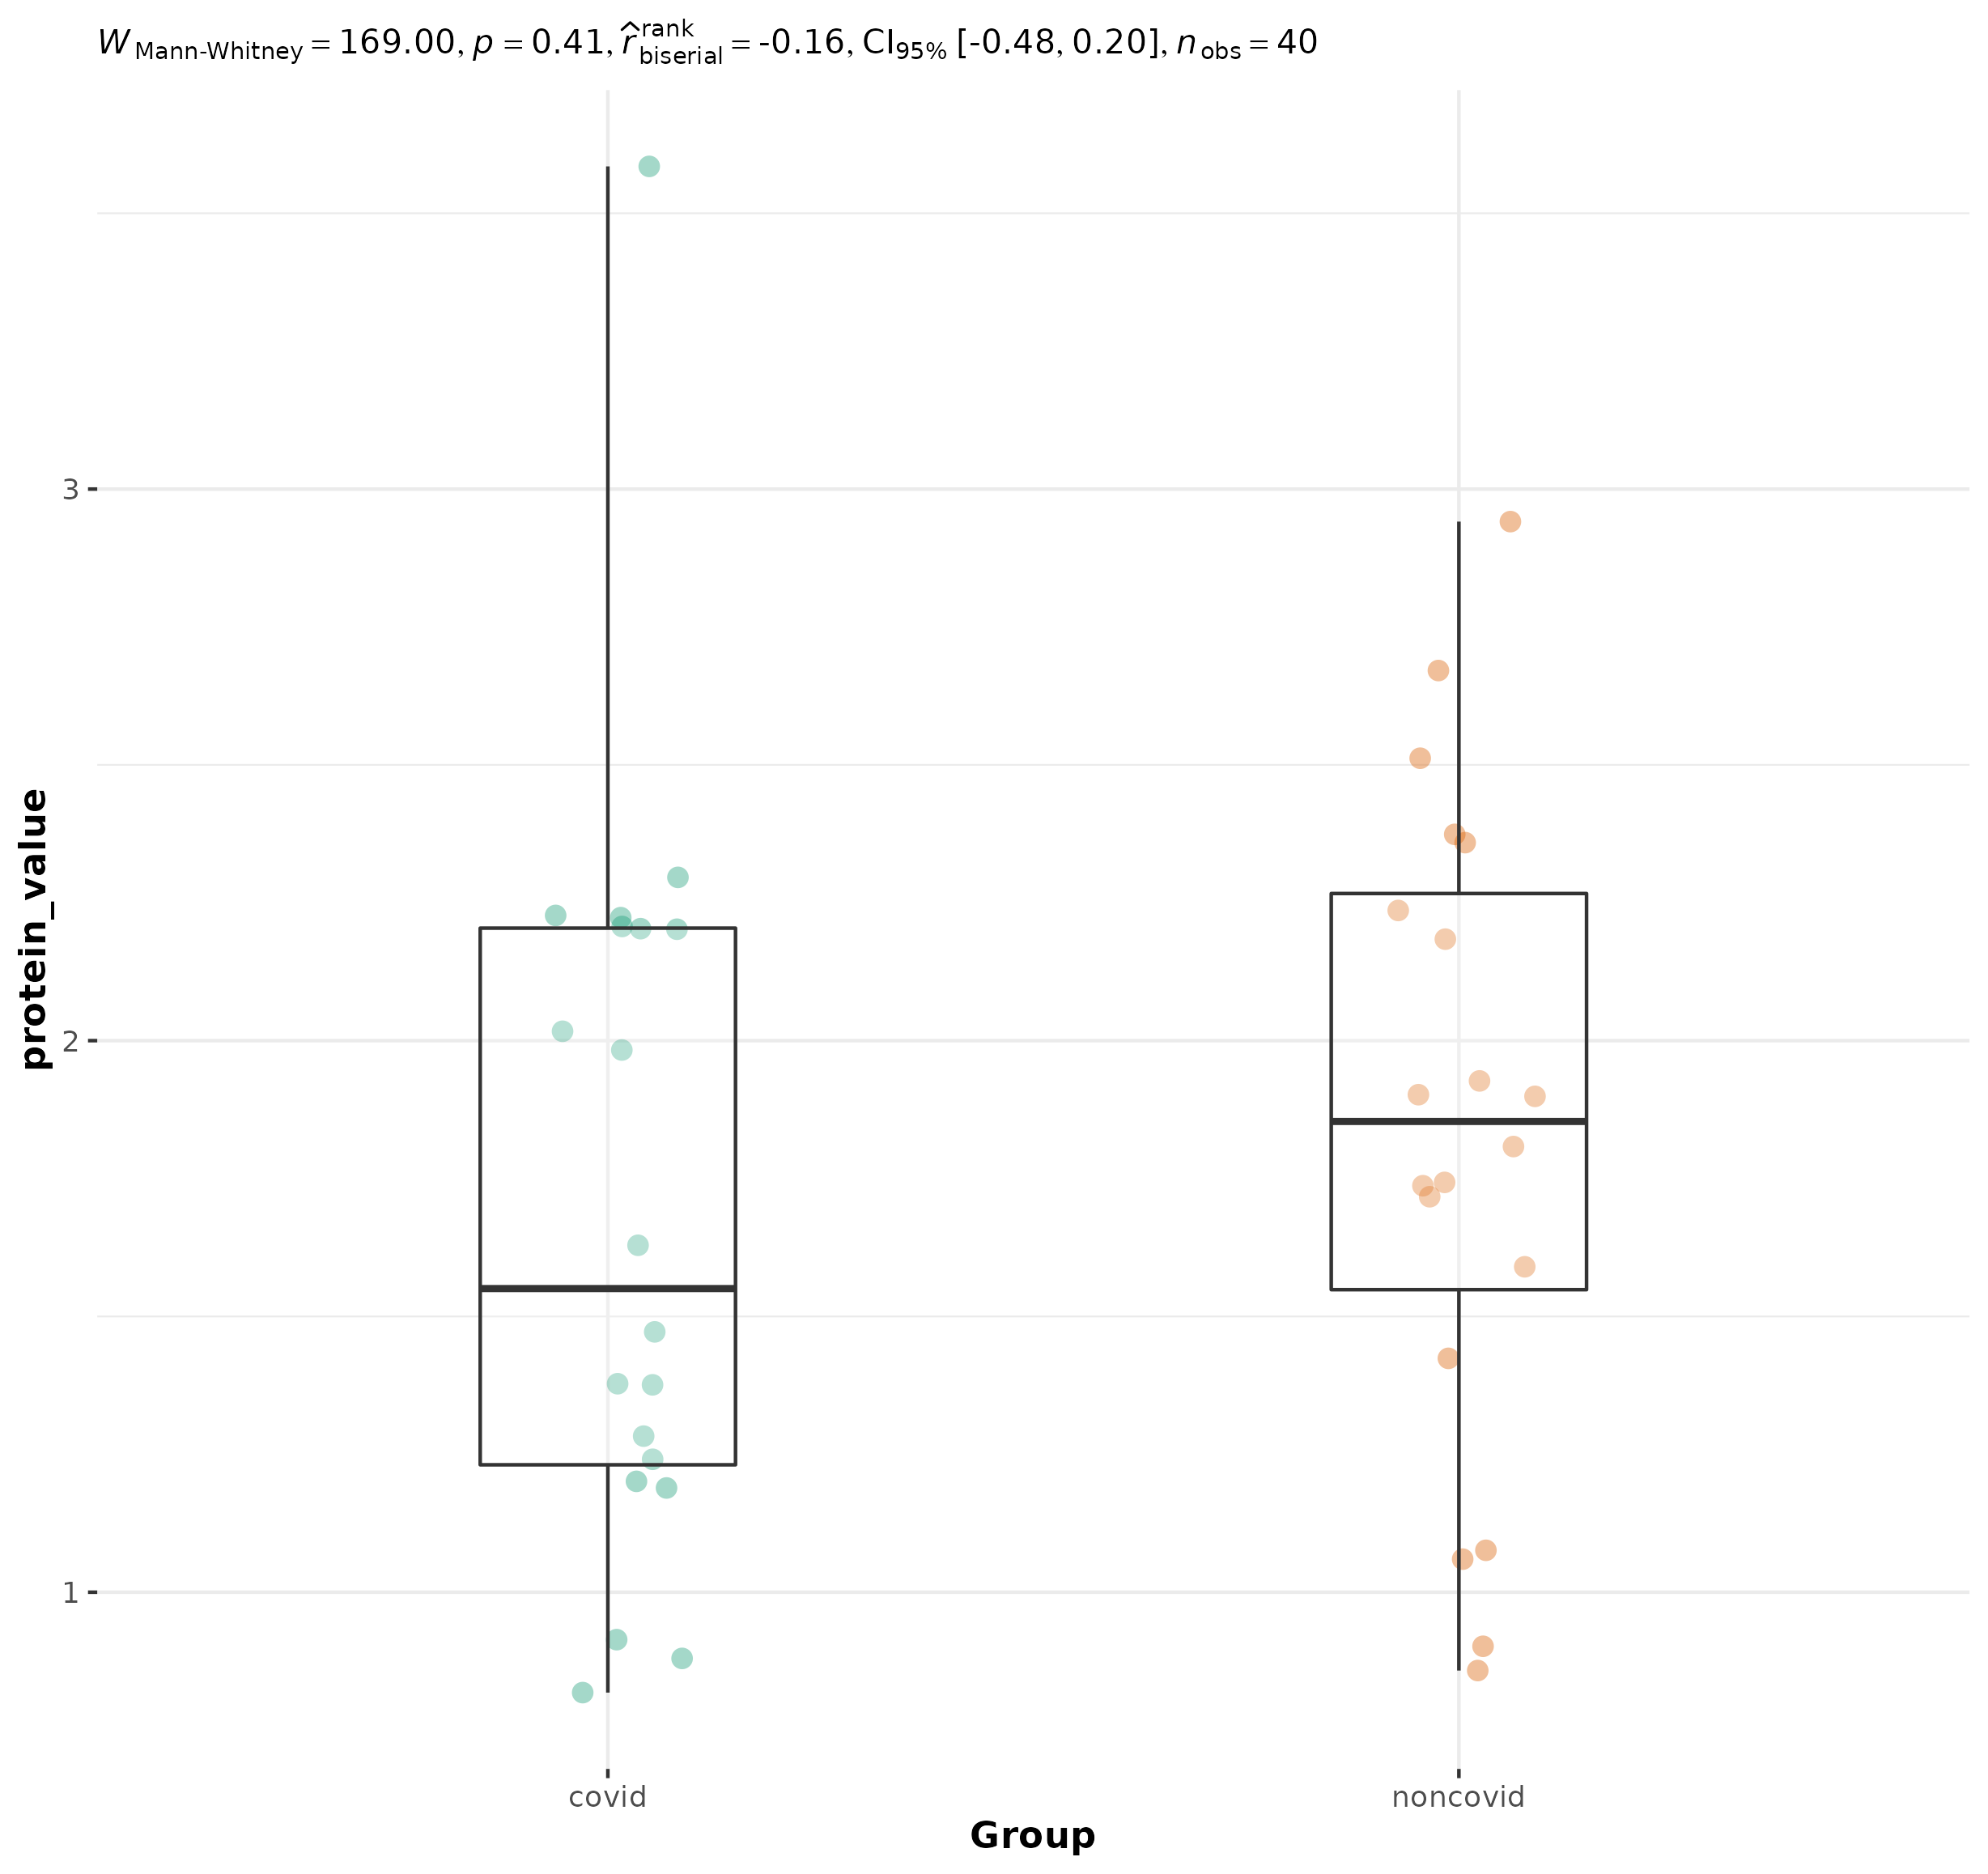 W Mann-Whitney = 169.00, p = 0.41, r̂ rank biserial = -0.16, CI95% [-0.48, 0.20], n obs = 40
protein_value
3
2
1
covid noncovid
Group